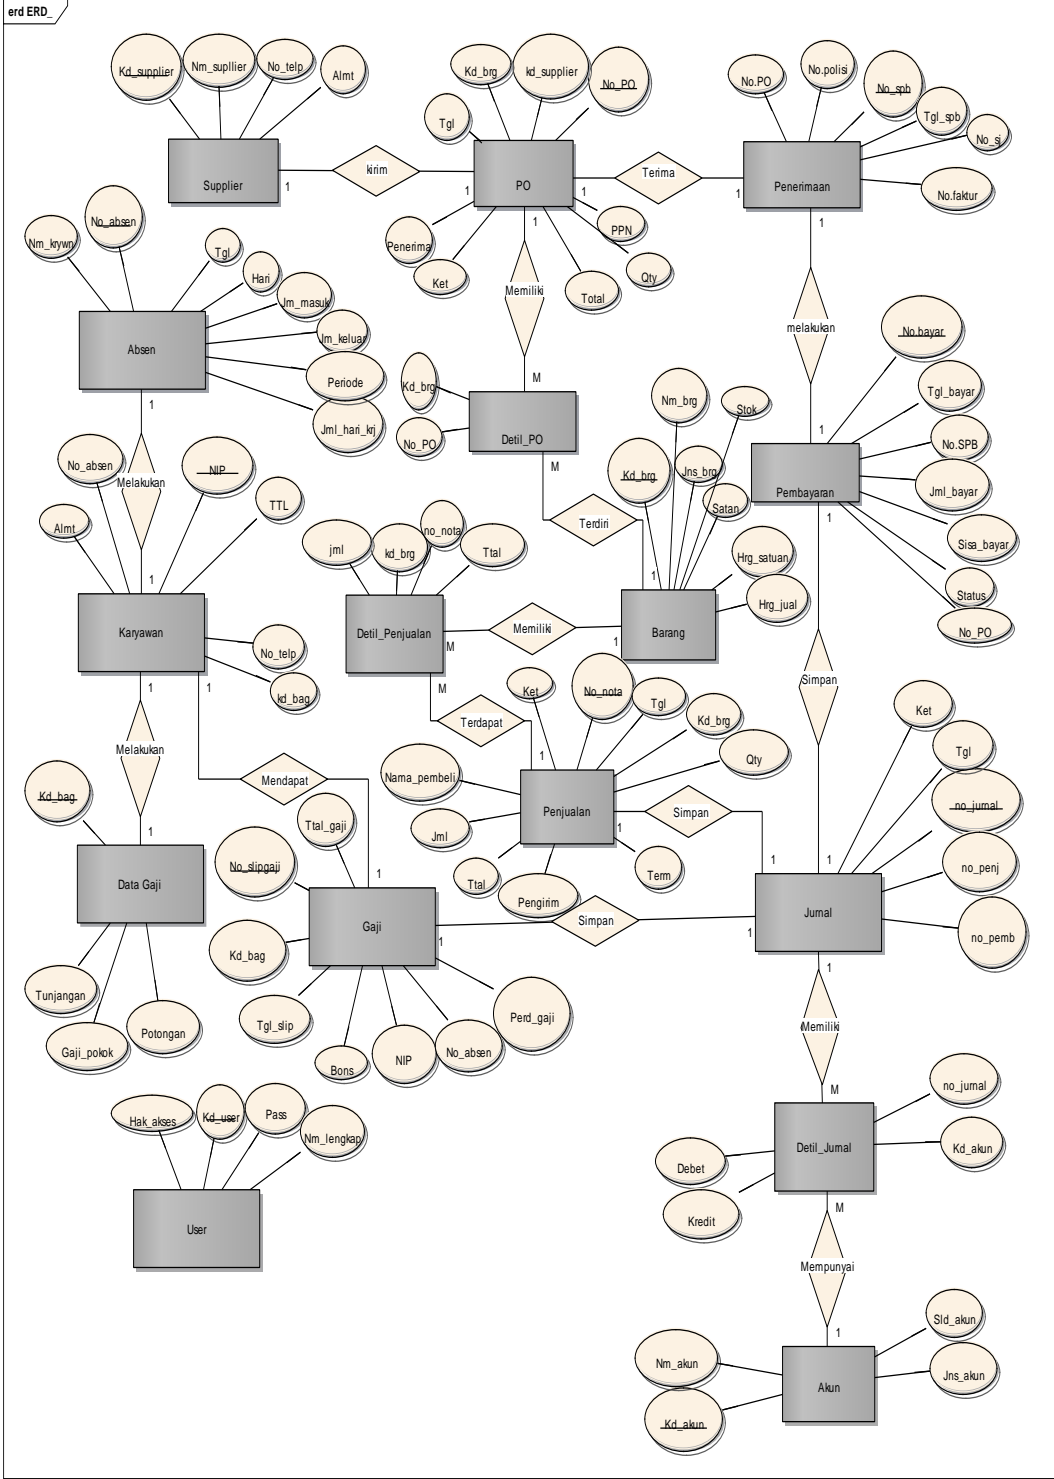 erd ERD_
Kd_supplier
Nm_supllier
No_telp
Almt
Supplier
1
kirim
1
Kd_brg
kd_supplier
No_PO
Tgl
PO
Penerima
Ket
1
Total
Qty
PPN
1
Terima
1
No.PO
No.polisi
No_spb
Tgl_spb
No_sj
No.faktur
Penerimaan
1
Memiliki
M
Nm_krywn
No_absen
Tgl
Hari
Jm_masuk
Jm_keluar
Periode
Jml_hari_krj
Absen
1
Melakukan
1
Kd_brg
No_PO
Detil_PO
M
Terdiri
1
Nm_brg
Stok
Kd_brg
Jns_brg
Satan
Hrg_satuan
Hrg_jual
Barang
1
melakukan
1
No.bayar
Tgl_bayar
No.SPB
Jml_bayar
Sisa_bayar
Status
No_PO
Pembayaran
1
Simpan
1
No_absen
NIP
TTL
Almt
Karyawan
No_telp
kd_bag
1
1
Melakukan
1
jml
kd_brg
no_nota
Ttal
Detil_Penjualan
M
Memiliki
M
Terdapat
1
Ket
No_nota
Tgl
Kd_brg
Qty
Nama_pembeli
Jml
Ttal
Pengirim
Term
Penjualan
1
Simpan
1
Mendapat
1
Kd_bag
Data Gaji
Tunjangan
Gaji_pokok
Potongan
Ttal_gaji
No_slipgaji
Kd_bag
Tgl_slip
Bons
NIP
No_absen
Perd_gaji
Gaji
1
Simpan
1
Ket
Tgl
no_jurnal
no_penj
no_pemb
Jurnal
1
Memiliki
M
Hak_akses
Kd_user
Pass
Nm_lengkap
User
no_jurnal
Kd_akun
Debet
Kredit
Detil_Jurnal
M
Mempunyai
1
Nm_akun
Kd_akun
Sld_akun
Jns_akun
Akun